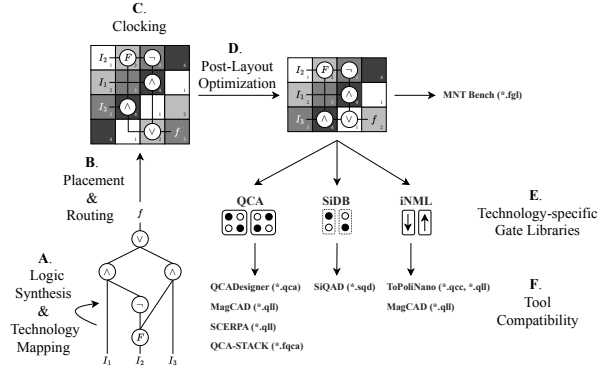 C.
Clocking
D.
Post-Layout
Optimization
I2 F ¬
I1 ∧
I3 ∧
∨ f
F ¬
I1 ∧
I3 ∧ ∨ f
MNT Bench (*.fgl)
B.
Placement
&
Routing
f
∨
∧ ∧
¬
F
I1 I2 I3
A.
Logic
Synthesis
&
Technology
Mapping
QCA SiDB iNML
E.
Technology-specific
Gate Libraries
QCADesigner (*.qca) SiQAD (*.sqd) ToPoliNano (*.qcc, *.qll)
MagCAD (*.qll) MagCAD (*.qll)
SCERPA (*.qll)
QCA-STACK (*.fqca)
F.
Tool
Compatibility